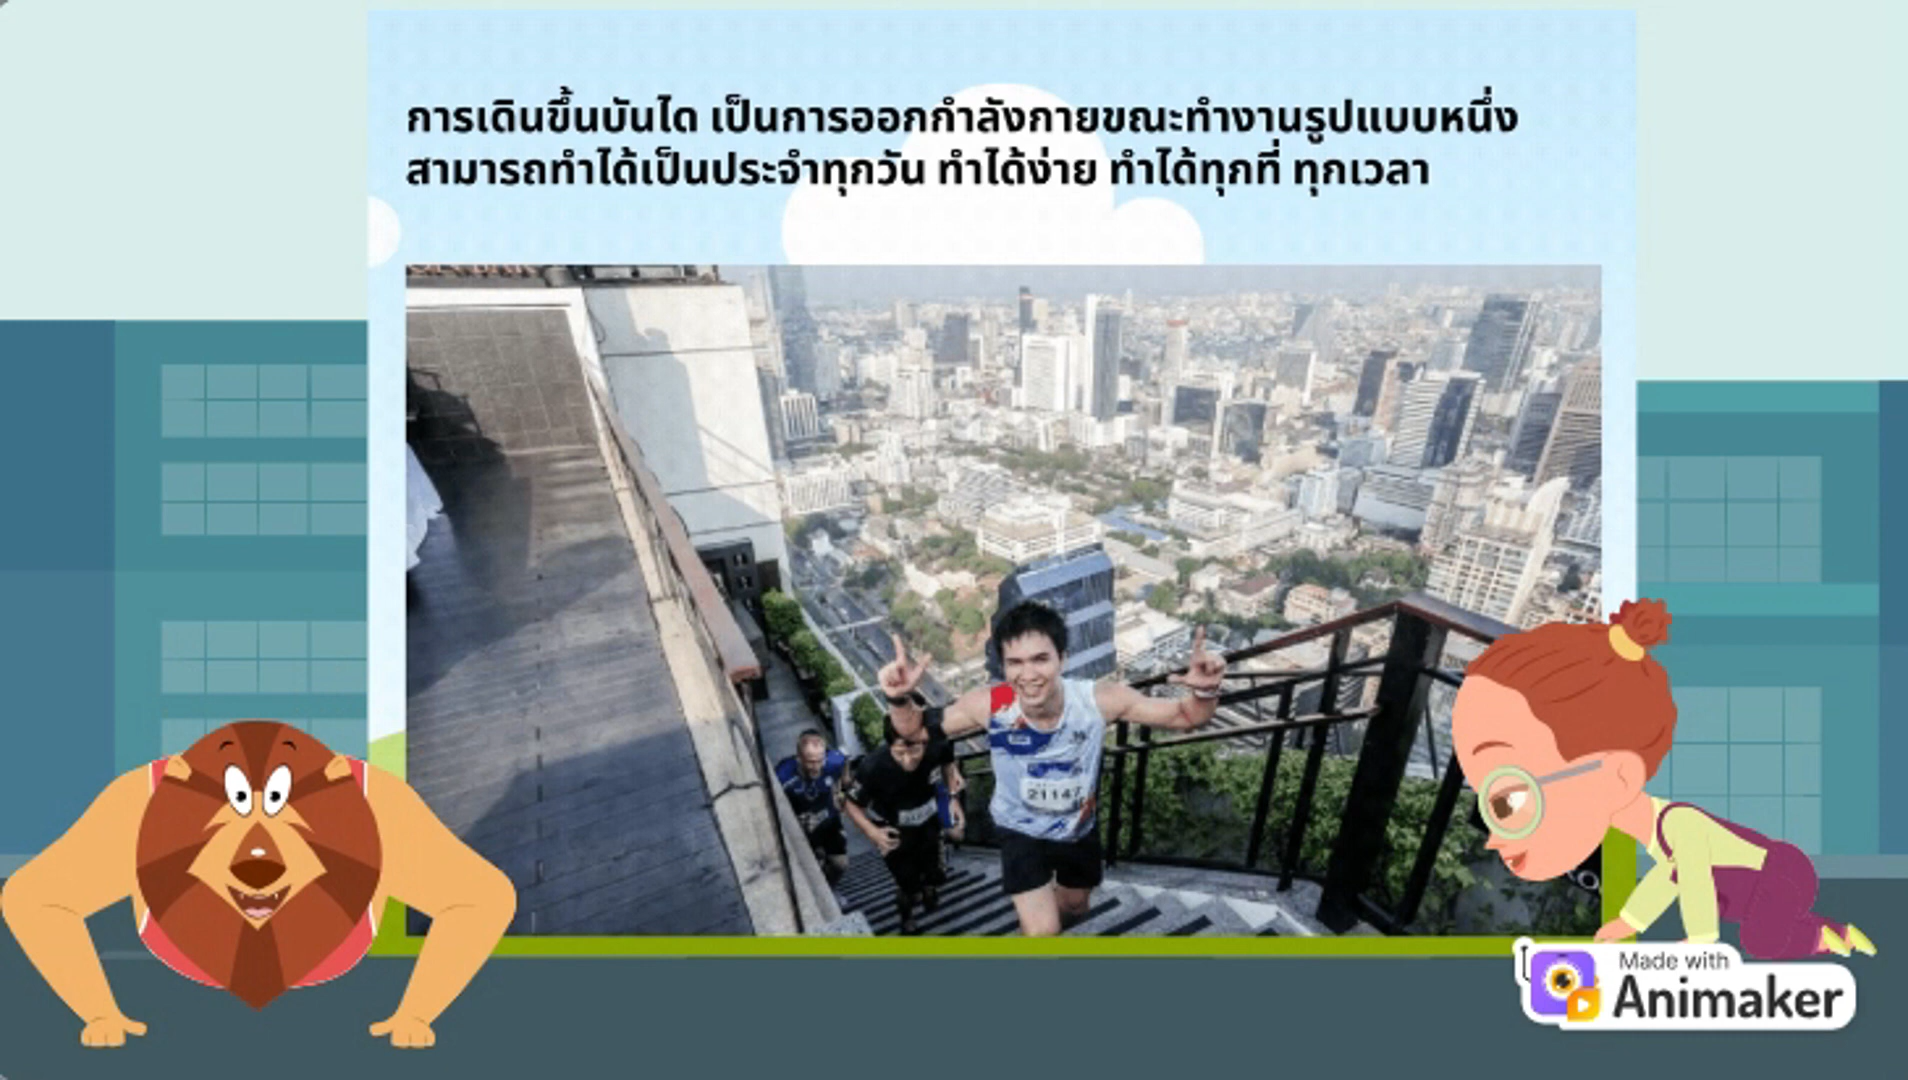 การเดินขึ้นบันได เป็นการออกกำลังกายขณะทำงานรูปแบบหนึ่ง
สามารถทำได้เป็นประจำทุกวัน ทำได้ง่าย ทำได้ทุกที่ ทุกเวลา
21147
Made with
Animaker